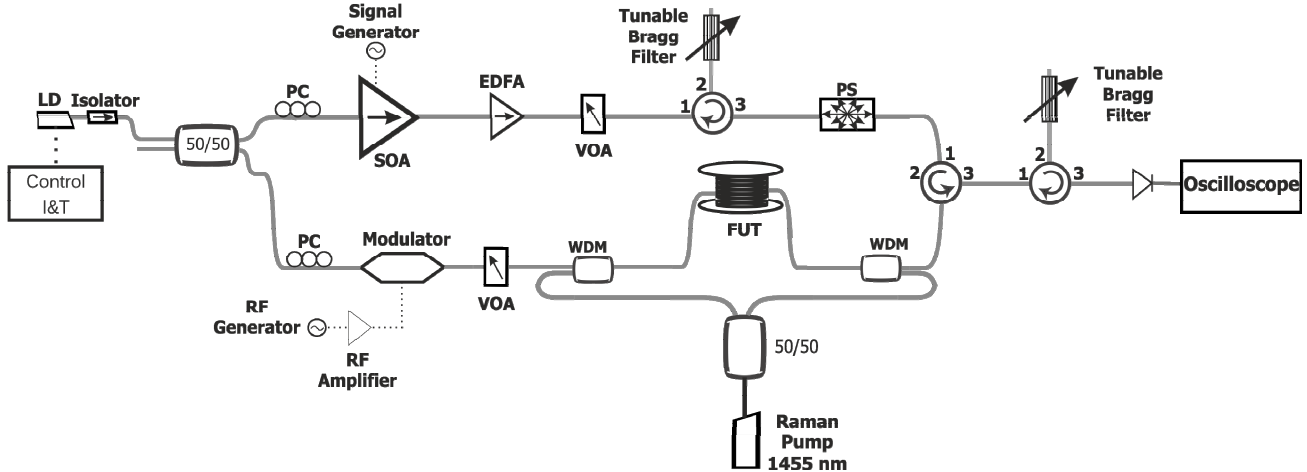 Signal
Generator
Tunable
Bragg
Filter
LD
Isolator
PC
EDFA
2
1
3
PS
Tunable
Bragg
Filter
50/50
SOA
VOA
1
2
3
2
1
3
Control
I&T
FUT
Oscilloscope
PC
Modulator
WDM
WDM
VOA
RF
Generator
RF
Amplifier
50/50
Raman
Pump
1455 nm